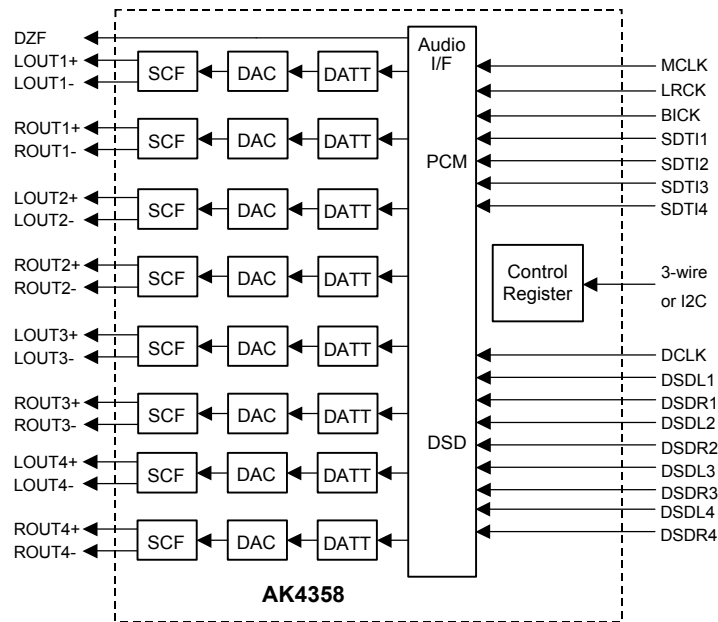 DZF
LOUT1+
LOUT1-
SCF
DAC
DATT
ROUT1+
ROUT1-
SCF
DAC
DATT
LOUT2+
LOUT2-
SCF
DAC
DATT
ROUT2+
ROUT2-
SCF
DAC
DATT
LOUT3+
LOUT3-
SCF
DAC
DATT
ROUT3+
ROUT3-
SCF
DAC
DATT
LOUT4+
LOUT4-
SCF
DAC
DATT
ROUT4+
ROUT4-
SCF
DAC
DATT
Audio
I/F
PCM
DSD
MCLK
LRCK
BICK
SDTI1
SDTI2
SDTI3
SDTI4
Control
Register
3-wire
or I2C
DCLK
DSDL1
DSDR1
DSDL2
DSDR2
DSDL3
DSDR3
DSDL4
DSDR4
AK4358